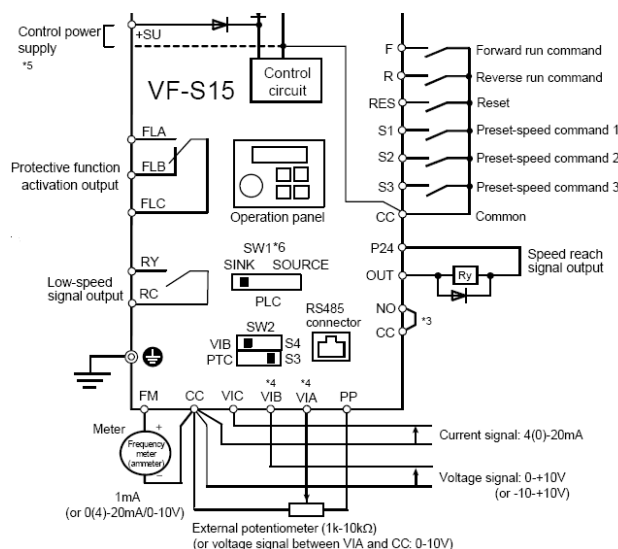 Control power
supply
*5
+SU
Control
circuit
VF-S15
FLA
FLB
FLC
Protective function
activation output
Operation panel
F
Forward run command
R
Reverse run command
RES
Reset
S1
Preset-speed command 1
S2
Preset-speed command 2
S3
Preset-speed command 3
CC
Common
P24
OUT
Ry
Speed reach
signal output
NO
CC
*3
SW1*6
SINK SOURCE
PLC
RY
RC
Low-speed
signal output
SW2
VIB S4
PTC S3
RS485
connector
*4 *4
FM CC VIC VIB VIA PP
Meter
+
Frequency
meter
(ammeter)
−
1mA
(or 0(4)-20mA/0-10V)
Current signal: 4(0)-20mA
Voltage signal: 0-+10V
(or -10-+10V)
External potentiometer (1k-10kΩ)
(or voltage signal between VIA and CC: 0-10V)